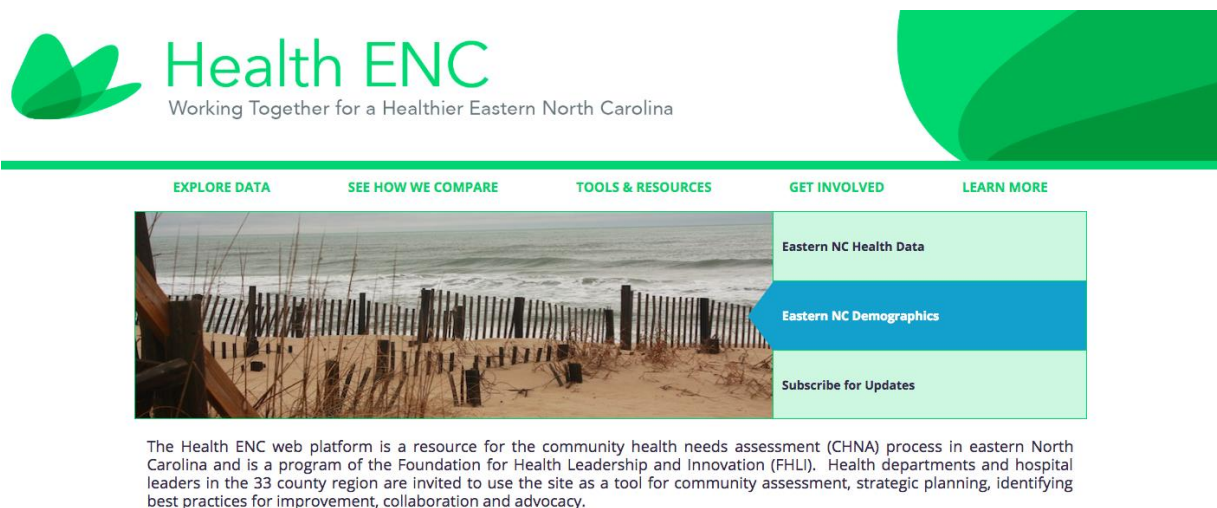 Health ENC
Working Together for a Healthier Eastern North Carolina
EXPLORE DATA SEE HOW WE COMPARE TOOLS & RESOURCES GET INVOLVED LEARN MORE
Eastern NC Health Data
Eastern NC Demographics
Subscribe for Updates
The Health ENC web platform is a resource for the community health needs assessment (CHNA) process in eastern North
Carolina and is a program of the Foundation for Health Leadership and Innovation (FHLI). Health departments and hospital
leaders in the 33 county region are invited to use the site as a tool for community assessment, strategic planning, identifying
best practices for improvement, collaboration and advocacy.